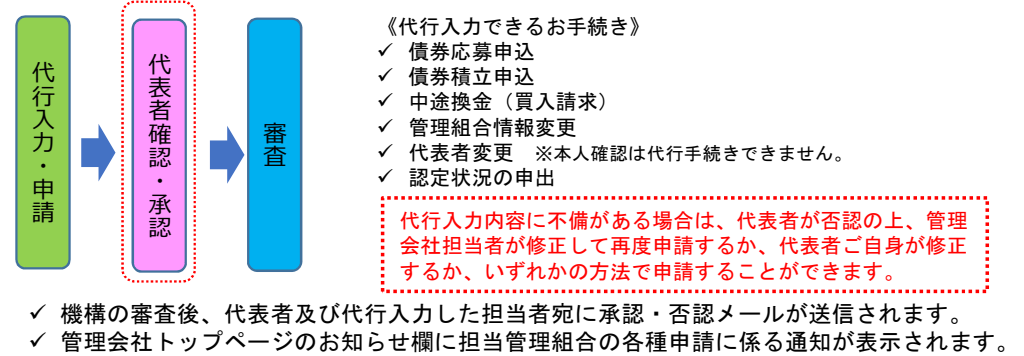 代行入力・申請
代表者確認・承認
審査
《代行入力できるお手続き》
✓ 債券応募申込
✓ 債券積立申込
✓ 中途換金（買入請求）
✓ 管理組合情報変更
✓ 代表者変更　※本人確認は代行手続きできません。
✓ 認定状況の申出
代行入力内容に不備がある場合は、代表者が否認の上、管理
会社担当者が修正して再度申請するか、代表者ご自身が修正
するか、いずれかの方法で申請することができます。
✓ 機構の審査後、代表者及び代行入力した担当者宛に承認・否認メールが送信されます。
✓ 管理会社トップページのお知らせ欄に担当管理組合の各種申請に係る通知が表示されます。